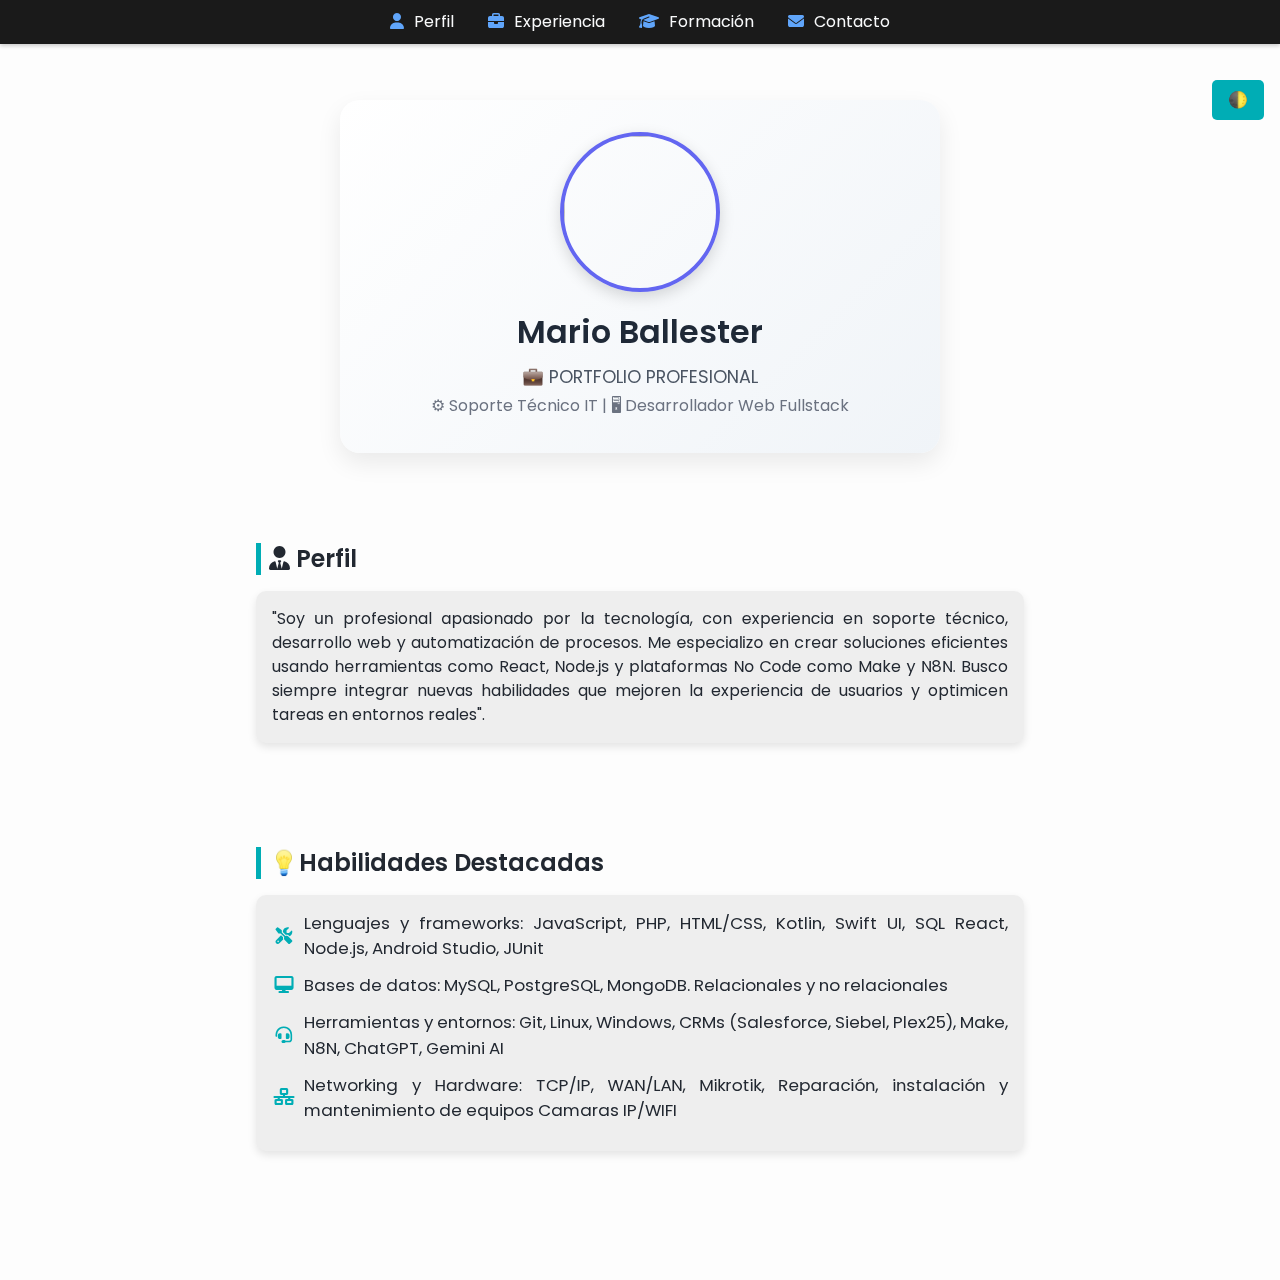 Perfil Experiencia Formación Contacto
Mario Ballester
💼 PORTFOLIO PROFESIONAL
⚙ Soporte Técnico IT | 🖥 Desarrollador Web Fullstack
Perfil
"Soy un profesional apasionado por la tecnología, con experiencia en soporte técnico,
desarrollo web y automatización de procesos. Me especializo en crear soluciones eficientes
usando herramientas como React, Node.js y plataformas No Code como Make y N8N. Busco
siempre integrar nuevas habilidades que mejoren la experiencia de usuarios y optimicen
tareas en entornos reales".
💡Habilidades Destacadas
Lenguajes y frameworks: JavaScript, PHP, HTML/CSS, Kotlin, Swift UI, SQL React,
Node.js, Android Studio, JUnit
Bases de datos: MySQL, PostgreSQL, MongoDB. Relacionales y no relacionales
Herramientas y entornos: Git, Linux, Windows, CRMs (Salesforce, Siebel, Plex25), Make,
N8N, ChatGPT, Gemini AI
Networking y Hardware: TCP/IP, WAN/LAN, Mikrotik, Reparación, instalación y
mantenimiento de equipos Camaras IP/WIFI